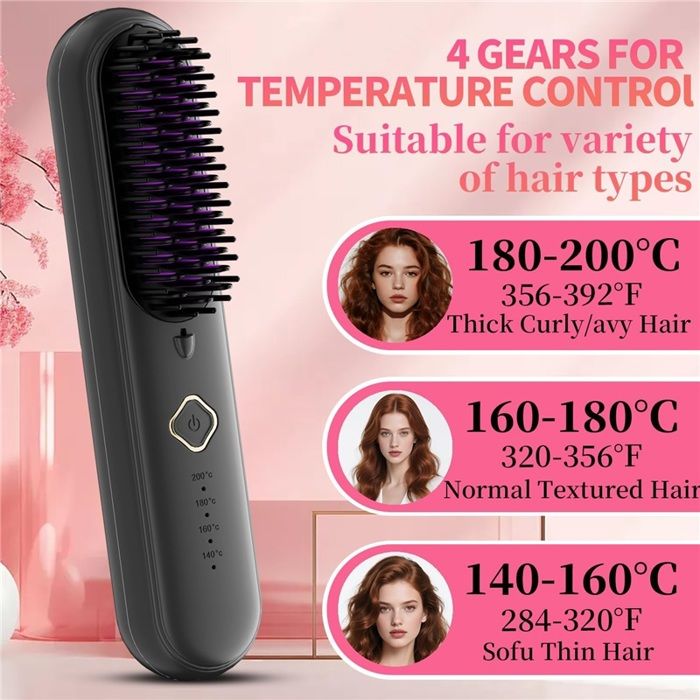 4 GEARS FOR
TEMPERATURE CONTROL
Suitable for variety
of hair types
180-200°C
356-392°F
Thick Curly/avy Hair
160-180°C
320-356°F
Normal Textured Hair
140-160°C
284-320°F
Sofu Thin Hair
200°c
180°c
160°c
140°c